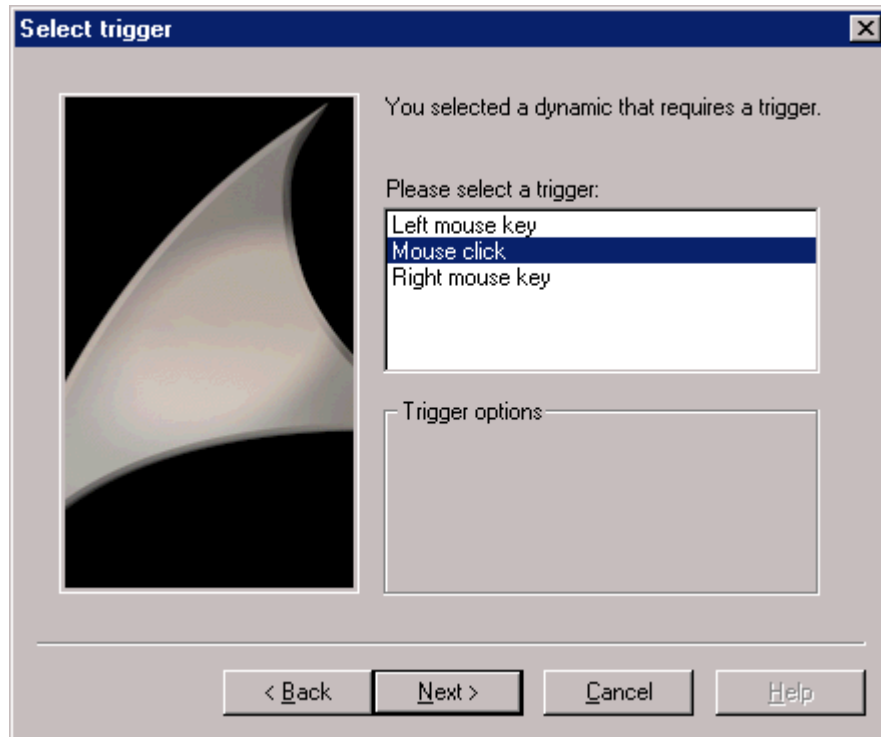 Select trigger
You selected a dynamic that requires a trigger.
Please select a trigger:
Left mouse key
Mouse click
Right mouse key
Trigger options
< Back
Next >
Cancel
Help